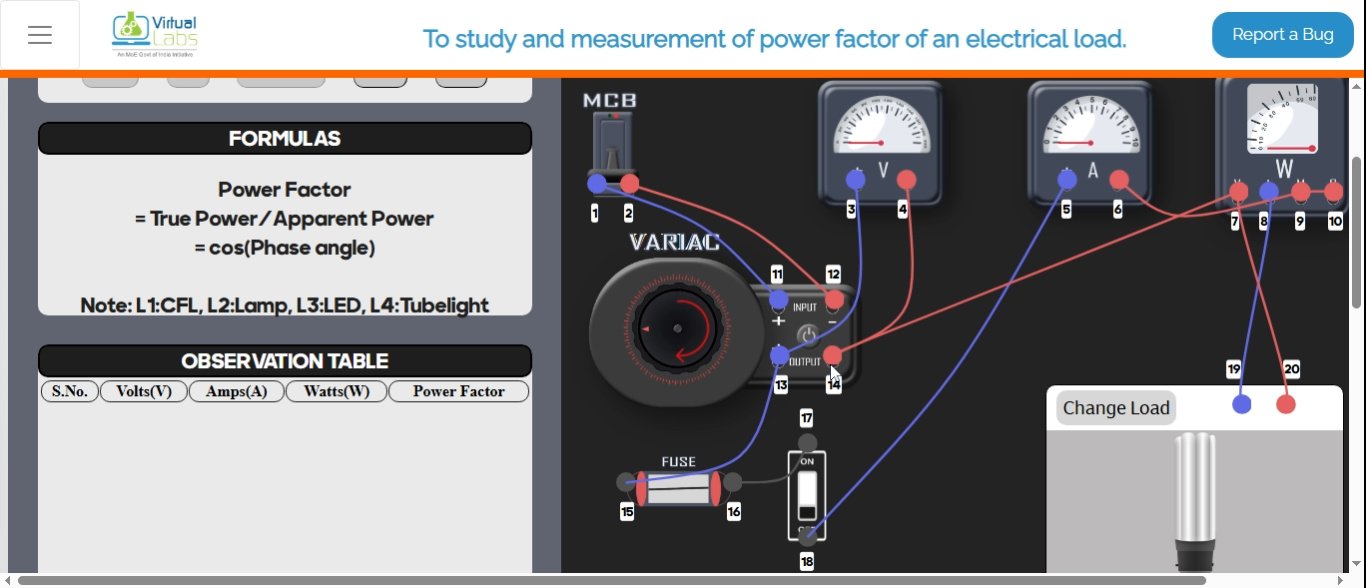 Virtual
Labs
An MoE Govt of India Initiative
To study and measurement of power factor of an electrical load.
Report a Bug
FORMULAS
Power Factor
= True Power/Apparent Power
= cos(Phase angle)
Note: L1:CFL, L2:Lamp, L3:LED, L4:Tubelight
OBSERVATION TABLE
S.No. Volts(V) Amps(A) Watts(W) Power Factor
MCB
1 2
V
3 4
A
5 6
W
7 8 9 10
VARIAC
11 12
INPUT
+ −
OUTPUT
13 14
17
ON
FUSE
15 16
18
19 20
Change Load